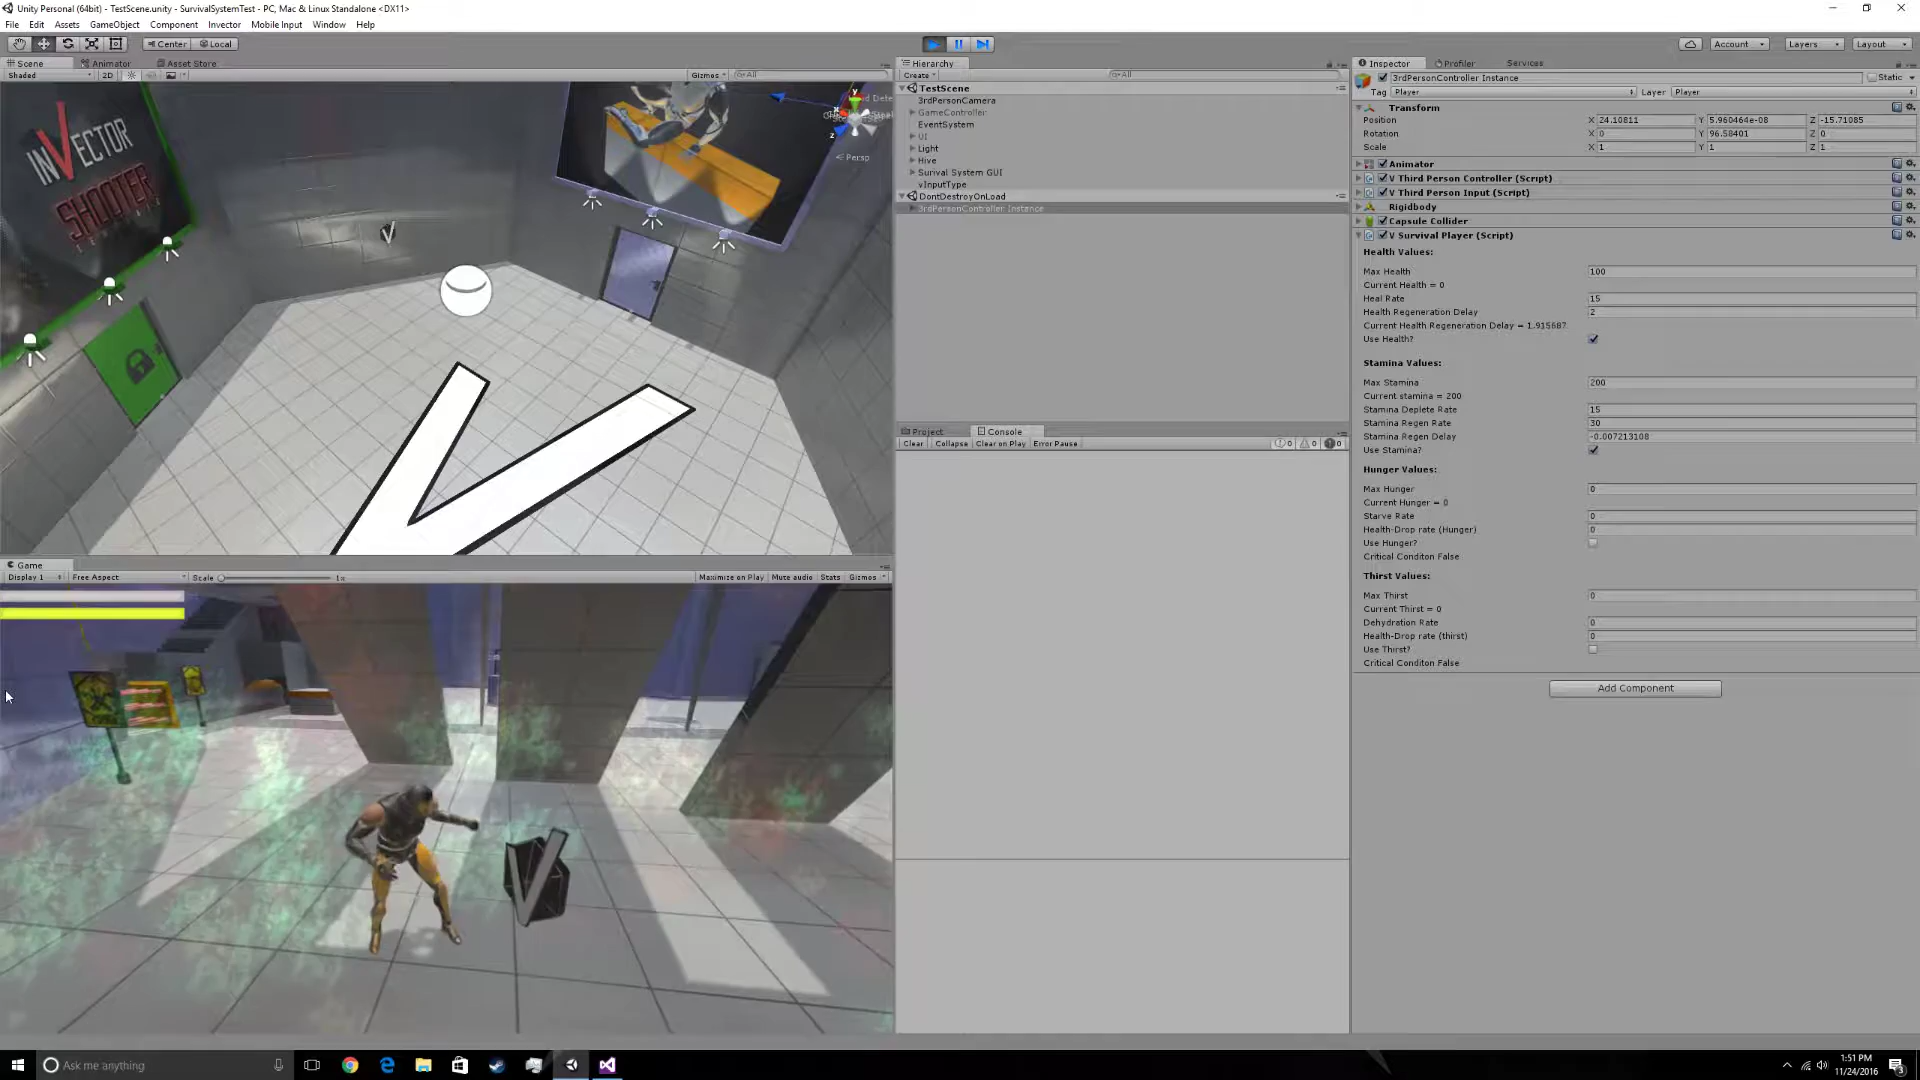 Unity Personal (64bit) - TestScene.unity - SurvivalSystemTest - PC, Mac & Linux Standalone <DX11>
File Edit Assets GameObject Component Invector Mobile Input Window Help
Center Local
Account Layers Layout
Scene Animator Asset Store
Shaded 2D Gizmos All
INVECTOR
SHOOTER
y
z
Persp
Game
Display 1 Free Aspect Scale 1x Maximize on Play Mute audio Stats Gizmos
Hierarchy
Create All
TestScene
3rdPersonCamera
GameController
EventSystem
UI
Light
Hive
Surival System GUI
vInputType
DontDestroyOnLoad
3rdPersonController Instance
Project Console
Clear Collapse Clear on Play Error Pause 0 0 0
Inspector Profiler Services
3rdPersonController Instance Static
Tag Player Layer Player
Transform
Position X 24.10811 Y 5.960464e-08 Z -15.71085
Rotation X 0 Y 96.58401 Z 0
Scale X 1 Y 1 Z 1
Animator
V Third Person Controller (Script)
V Third Person Input (Script)
Rigidbody
Capsule Collider
V Survival Player (Script)
Health Values:
Max Health 100
Current Health = 0
Heal Rate 15
Health Regeneration Delay 2
Current Health Regeneration Delay = 1.915687
Use Health?
Stamina Values:
Max Stamina 200
Current stamina = 200
Stamina Deplete Rate 15
Stamina Regen Rate 30
Stamina Regen Delay -0.007213108
Use Stamina?
Hunger Values:
Max Hunger 0
Current Hunger = 0
Starve Rate 0
Health-Drop rate (Hunger) 0
Use Hunger?
Critical Conditon False
Thirst Values:
Max Thirst 0
Current Thirst = 0
Dehydration Rate 0
Health-Drop rate (thirst) 0
Use Thirst?
Critical Conditon False
Add Component
Ask me anything
1:51 PM
11/24/2016